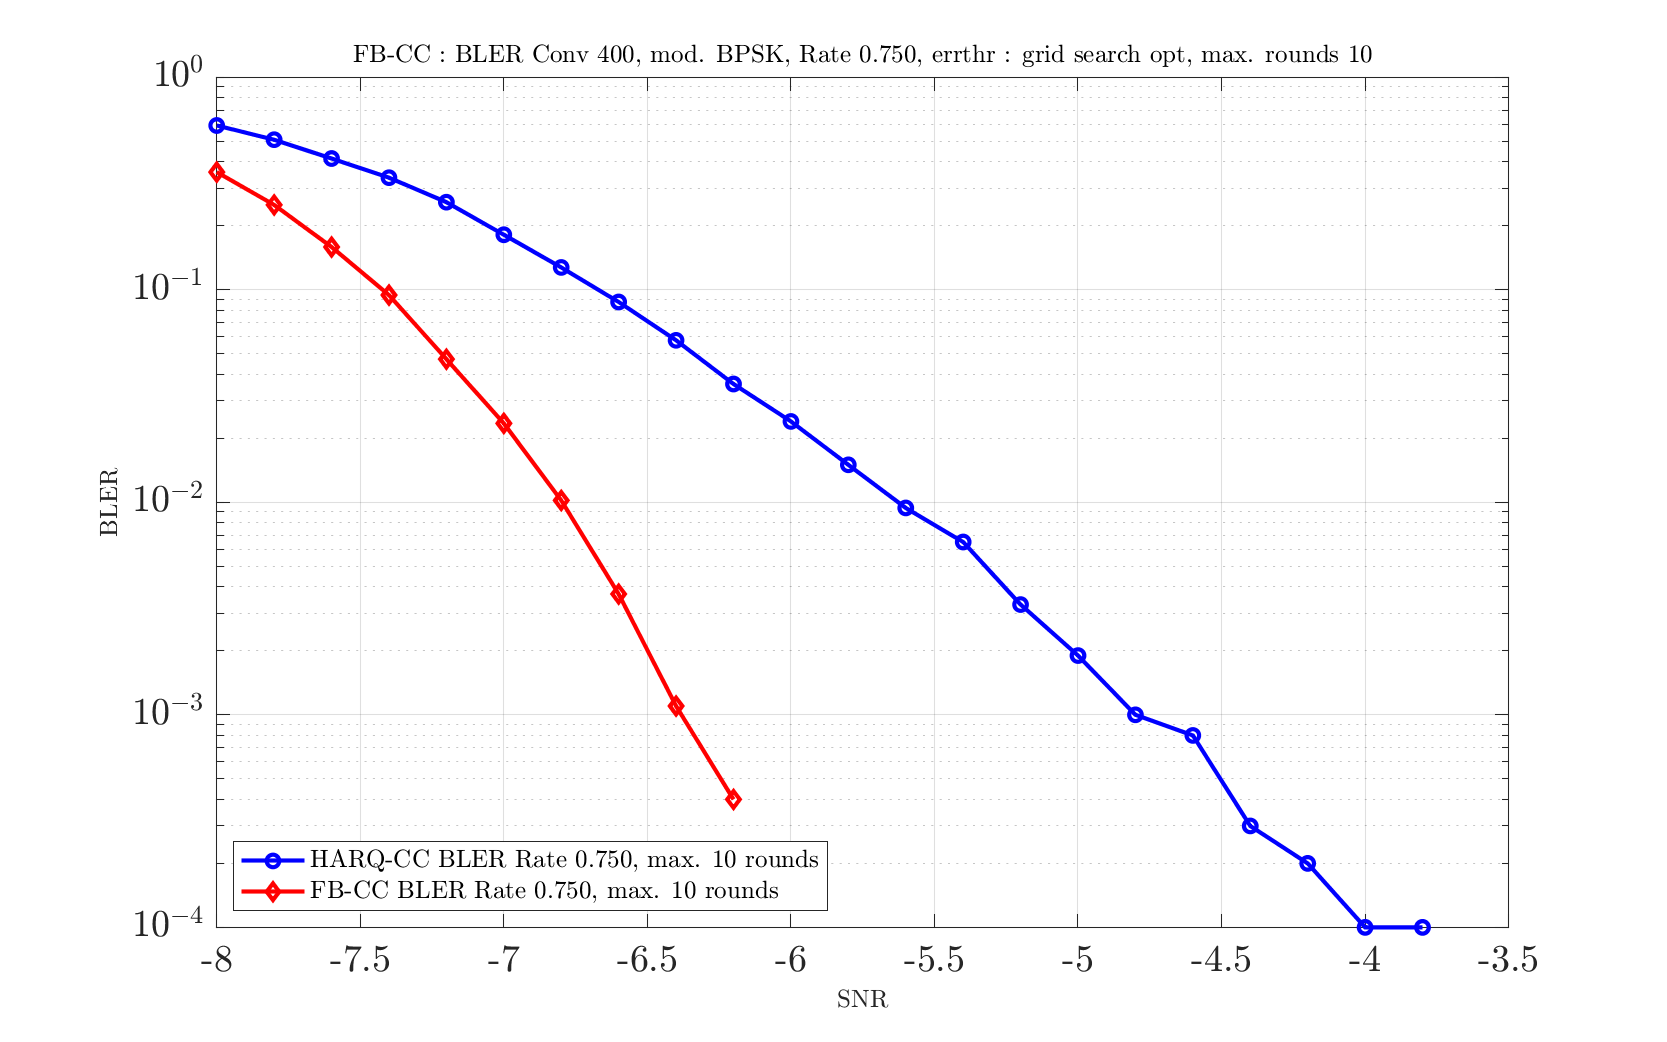 FB-CC : BLER Conv 400, mod. BPSK, Rate 0.750, errthr : grid search opt, max. rounds 10
10^0
10^-1
10^-2
10^-3
10^-4
BLER
HARQ-CC BLER Rate 0.750, max. 10 rounds
FB-CC BLER Rate 0.750, max. 10 rounds
-8 -7.5 -7 -6.5 -6 -5.5 -5 -4.5 -4 -3.5
SNR